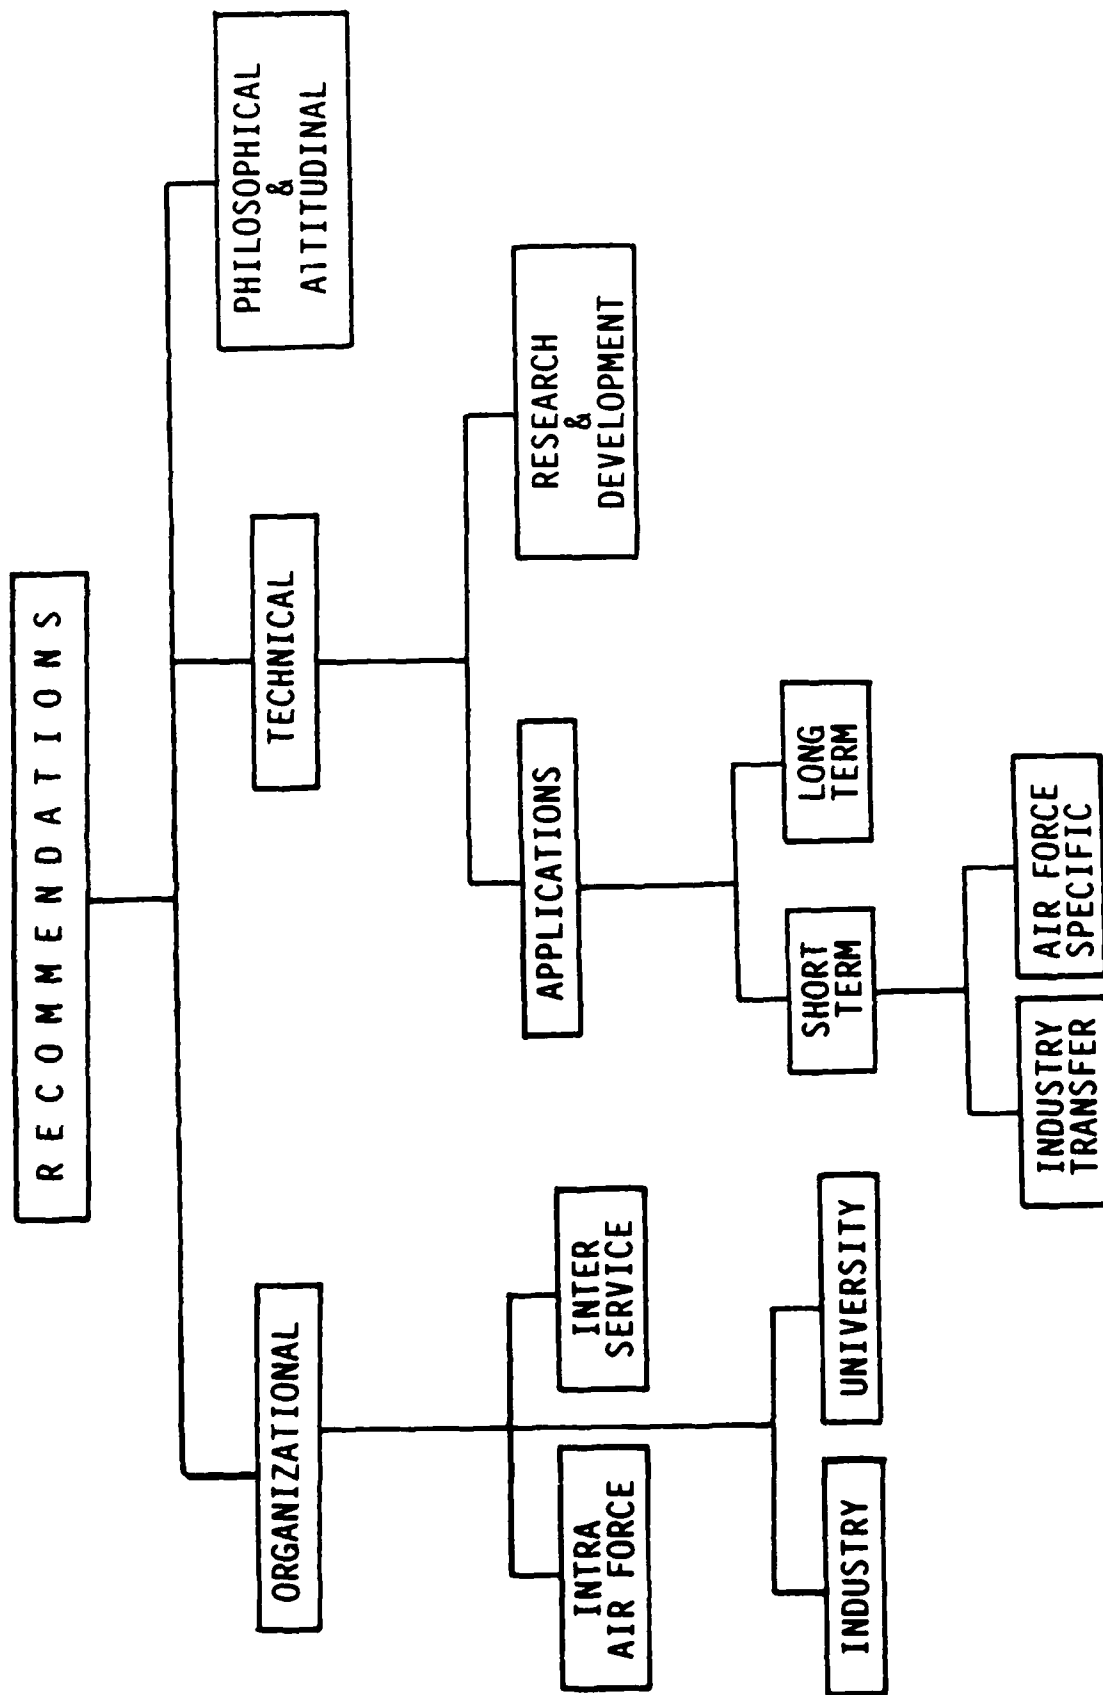 RECOMMENDATIONS
ORGANIZATIONAL
TECHNICAL
PHILOSOPHICAL
&
ATTITUDINAL
INTRA
AIR FORCE
INTER
SERVICE
APPLICATIONS
RESEARCH
&
DEVELOPMENT
INDUSTRY
UNIVERSITY
SHORT
TERM
LONG
TERM
INDUSTRY
TRANSFER
AIR FORCE
SPECIFIC